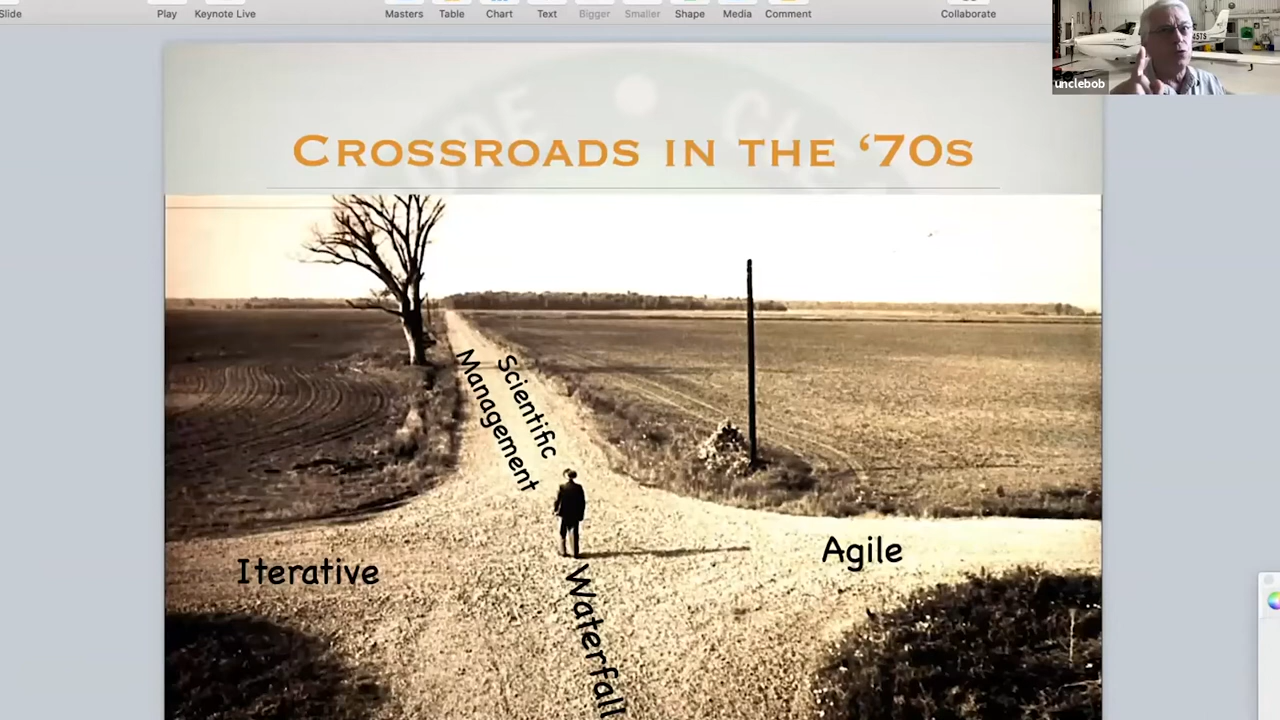 Slide
Play
Keynote Live
Masters
Table
Chart
Text
Bigger
Smaller
Shape
Media
Comment
Collaborate
unclebob
CROSSROADS IN THE ‘70S
Scientific
Management
Iterative
Agile
Waterfall